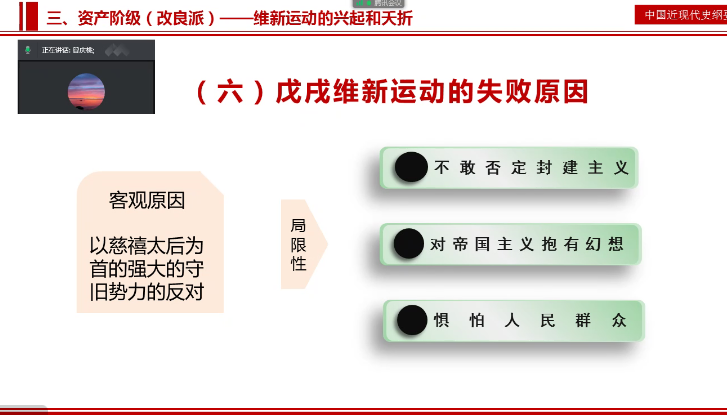 腾讯会议
三、资产阶级（改良派）——维新运动的兴起和夭折
中国近现代史纲要
正在讲话:
（六）戊戌维新运动的失败原因
客观原因
以慈禧太后为
首的强大的守
旧势力的反对
局
限
性
不敢否定封建主义
对帝国主义抱有幻想
惧怕人民群众